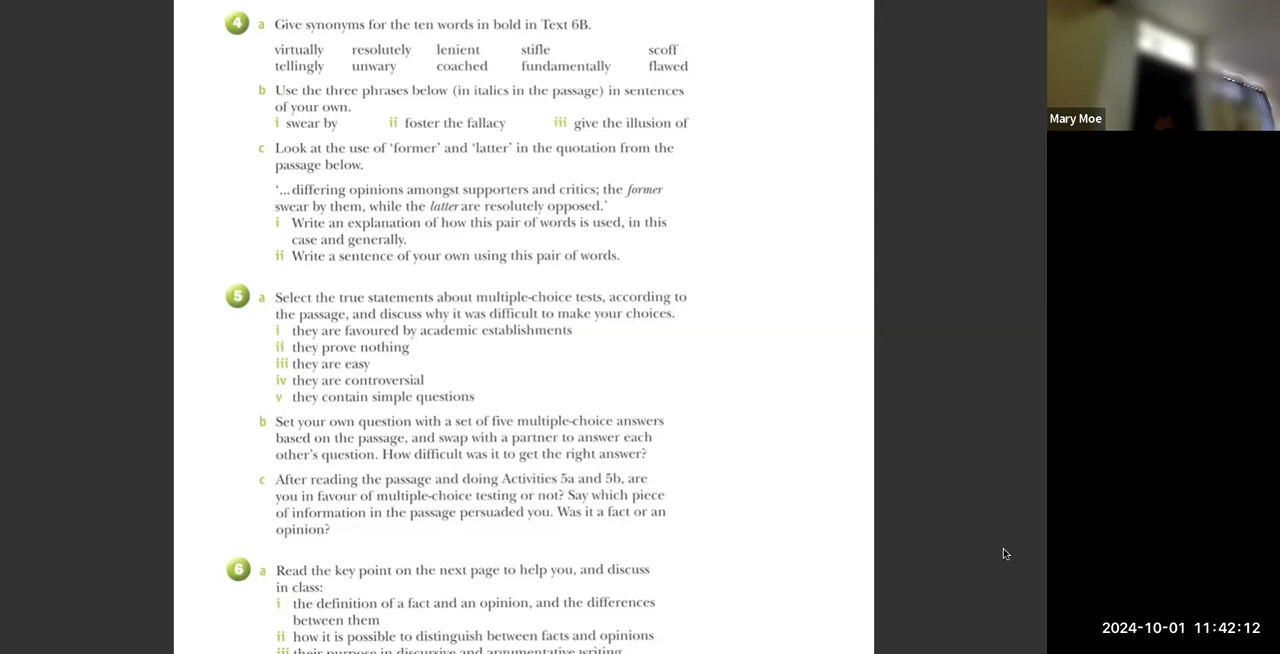 4 a Give synonyms for the ten words in bold in Text 6B.
virtually resolutely lenient stifle scoff
tellingly unwary coached fundamentally flawed
b Use the three phrases below (in italics in the passage) in sentences
of your own.
i swear by ii foster the fallacy iii give the illusion of
c Look at the use of ‘former’ and ‘latter’ in the quotation from the
passage below.
‘... differing opinions amongst supporters and critics; the former
swear by them, while the latter are resolutely opposed.’
i Write an explanation of how this pair of words is used, in this
case and generally.
ii Write a sentence of your own using this pair of words.
5 a Select the true statements about multiple-choice tests, according to
the passage, and discuss why it was difficult to make your choices.
i they are favoured by academic establishments
ii they prove nothing
iii they are easy
iv they are controversial
v they contain simple questions
b Set your own question with a set of five multiple-choice answers
based on the passage, and swap with a partner to answer each
other’s question. How difficult was it to get the right answer?
c After reading the passage and doing Activities 5a and 5b, are
you in favour of multiple-choice testing or not? Say which piece
of information in the passage persuaded you. Was it a fact or an
opinion?
6 a Read the key point on the next page to help you, and discuss
in class:
i the definition of a fact and an opinion, and the differences
between them
ii how it is possible to distinguish between facts and opinions
iii their purpose in discursive and argumentative writing
Mary Moe
2024-10-01 11:42:12